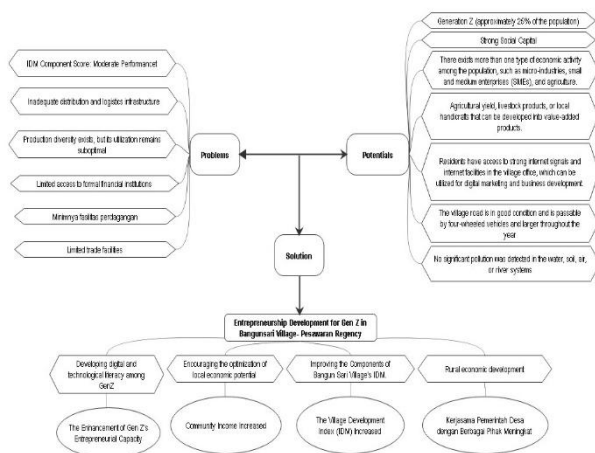 IDM Component Score: Moderate Performancet
Inadequate distribution and logistics infrastructure
Production diversity exists, but its utilization remains
suboptimal
Limited access to formal financial institutions
Minimnya fasilitas perdagangan
Limited trade facilities
Problems
Potentials
Generation Z (approximately 26% of the population)
Strong Social Capital
There exists more than one type of economic activity
among the population, such as micro-industries, small
and medium enterprises (SMEs), and agriculture.
Agricultural yield, livestock products, or local
handcrafts that can be developed into value-added
products.
Residents have access to strong internet signals and
internet facilities in the village office, which can be
utilized for digital marketing and business development.
The village road is in good condition and is passable
by four-wheeled vehicles and larger throughout the
year
No significant pollution was detected in the water, soil, air,
or river systems
Solution
Entrepreneurship Development for Gen Z in
Bangunsari Village- Pesawaran Regency
Developing digital and
technological literacy among
GenZ
Encouraging the optimization of
local economic potential
Improving the Components of
Bangun Sari Village's IDM.
Rural economic development
The Enhancement of Gen Z's
Entrepreneurial Capacity
Community Income Increased
The Village Development
Index (IDM) Increased
Kerjasama Pemerintah Desa
dengan Berbagai Pihak Meningkat